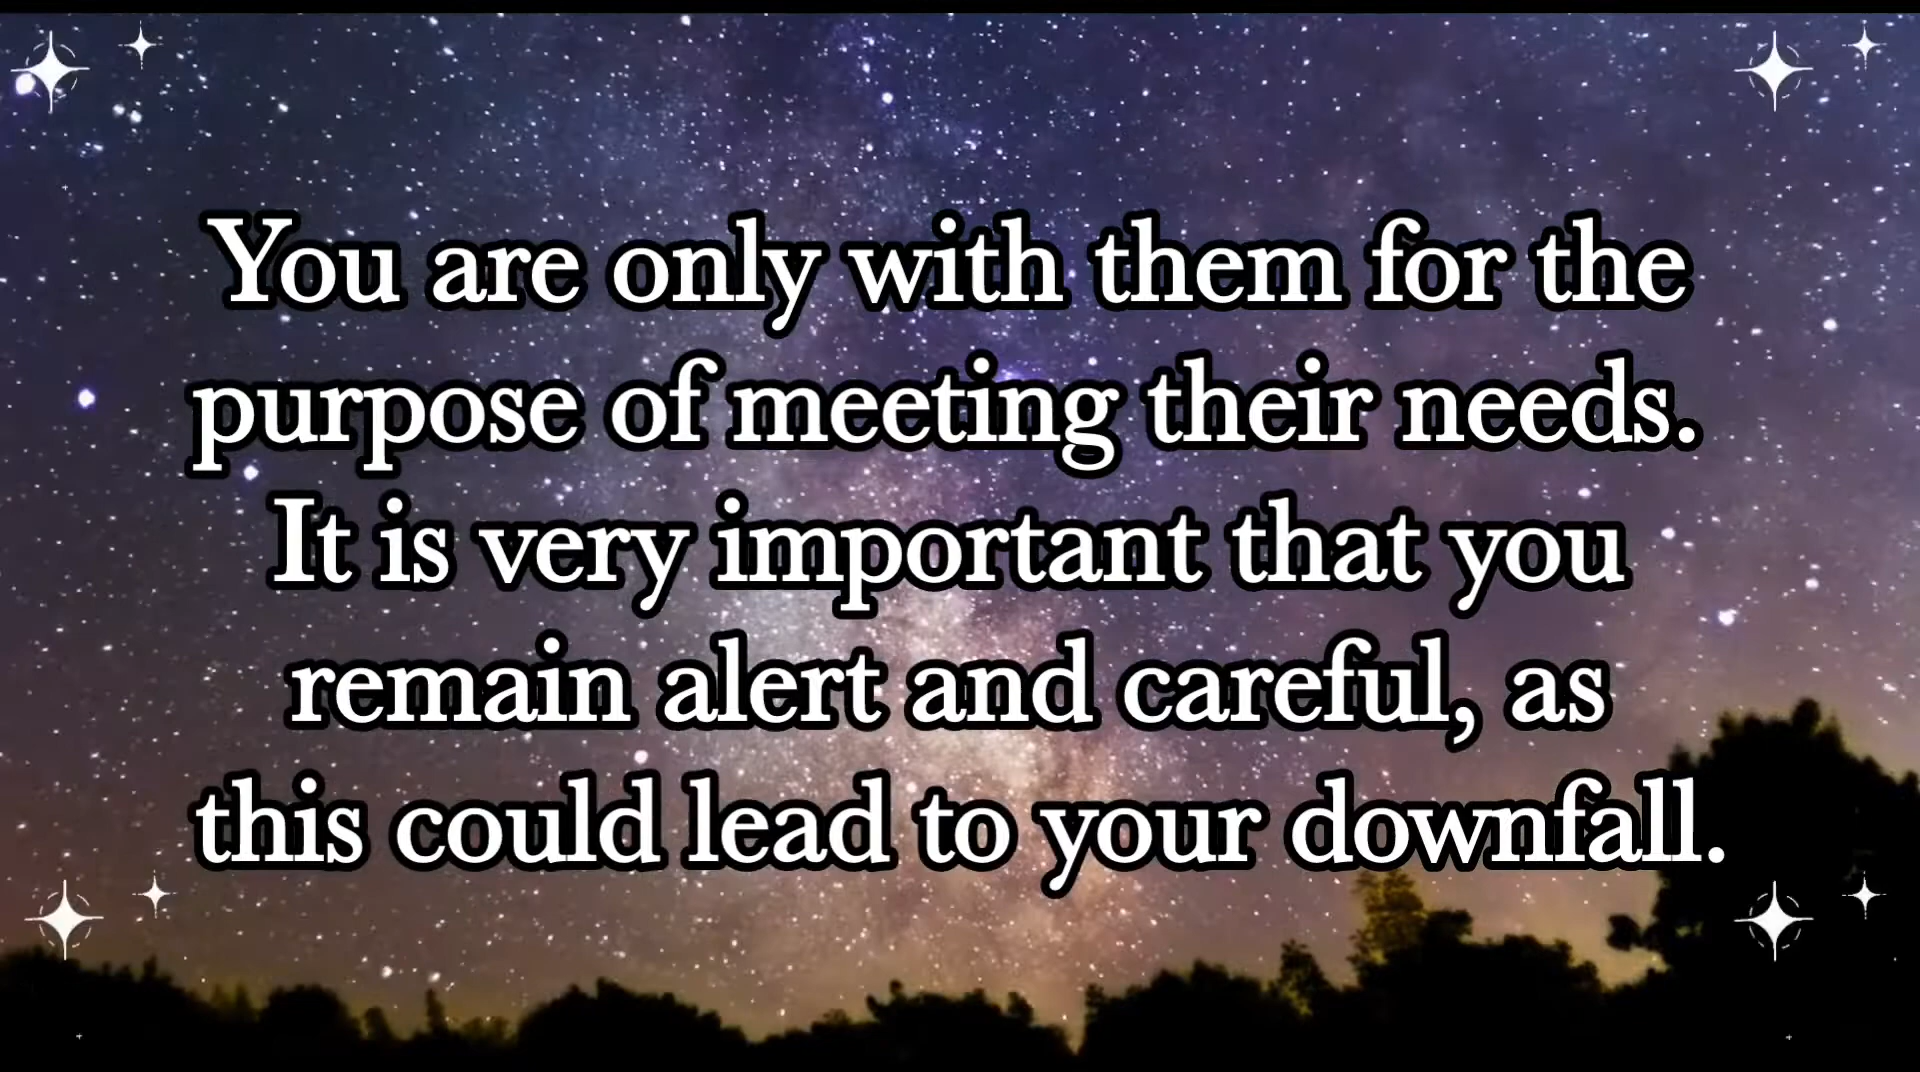 You are only with them for the
purpose of meeting their needs.
It is very important that you
remain alert and careful, as
this could lead to your downfall.